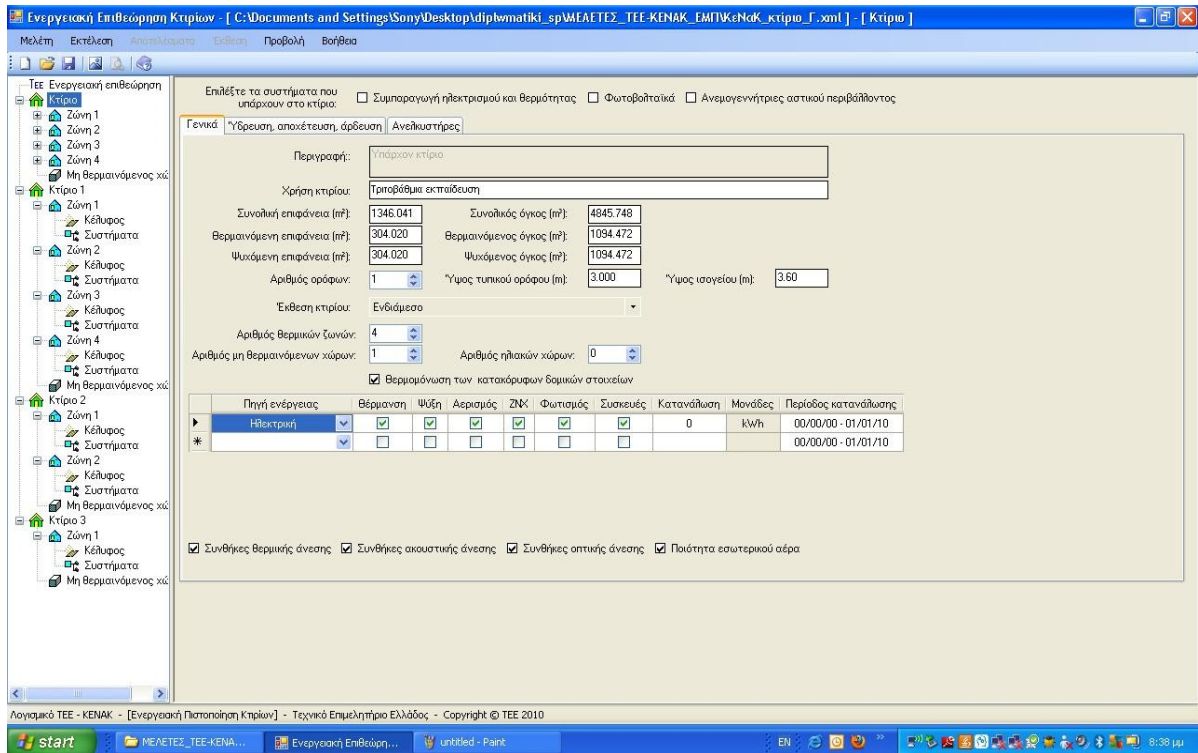 Ενεργειακή Επιθεώρηση Κτιρίων - [ C:\Documents and Settings\Sony\Desktop\diplwmatiki_sp\ΜΕΛΕΤΕΣ_ΤΕΕ-ΚΕΝΑΚ_ΕΜΠ\ΚεΝαΚ_κτίριο_Γ.xml ] - [ Κτίριο ]
Μελέτη Εκτέλεση Αποτελέσματα Έκθεση Προβολή Βοήθεια
ΤΕΕ Ενεργειακή επιθεώρηση
Κτίριο
Ζώνη 1
Ζώνη 2
Ζώνη 3
Ζώνη 4
Μη θερμαινόμενος χώ
Κτίριο 1
Ζώνη 1
Κέλυφος
Συστήματα
Ζώνη 2
Κέλυφος
Συστήματα
Ζώνη 3
Κέλυφος
Συστήματα
Ζώνη 4
Κέλυφος
Συστήματα
Μη θερμαινόμενος χώ
Κτίριο 2
Ζώνη 1
Κέλυφος
Συστήματα
Ζώνη 2
Κέλυφος
Συστήματα
Μη θερμαινόμενος χώ
Κτίριο 3
Ζώνη 1
Κέλυφος
Συστήματα
Μη θερμαινόμενος χώ
Επιλέξτε τα συστήματα που
υπάρχουν στο κτίριο:
Συμπαραγωγή ηλεκτρισμού και θερμότητας Φωτοβολταϊκά Ανεμογεννήτριες αστικού περιβάλλοντος
Γενικά Ύδρευση, αποχέτευση, άρδευση Ανελκυστήρες
Περιγραφή:: Υπάρχον κτίριο
Χρήση κτιρίου: Τριτοβάθμια εκπαίδευση
Συνολική επιφάνεια (m²): 1346.041 Συνολικός όγκος (m³): 4845.748
Θερμαινόμενη επιφάνεια (m²): 304.020 Θερμαινόμενος όγκος (m³): 1094.472
Ψυχόμενη επιφάνεια (m²): 304.020 Ψυχόμενος όγκος (m³): 1094.472
Αριθμός ορόφων: 1 Ύψος τυπικού ορόφου (m): 3.000 Ύψος ισογείου (m): 3.60
Έκθεση κτιρίου: Ενδιάμεσο
Αριθμός θερμικών ζωνών: 4
Αριθμός μη θερμαινόμενων χώρων: 1 Αριθμός ηλιακών χώρων: 0
Θερμομόνωση των κατακόρυφων δομικών στοιχείων
Πηγή ενέργειας Θέρμανση Ψύξη Αερισμός ΖΝΧ Φωτισμός Συσκευές Κατανάλωση Μονάδες Περίοδος κατανάλωσης
Ηλεκτρική 0 kWh 00/00/00 - 01/01/10
00/00/00 - 01/01/10
Συνθήκες θερμικής άνεσης Συνθήκες ακουστικής άνεσης Συνθήκες οπτικής άνεσης Ποιότητα εσωτερικού αέρα
Λογισμικό ΤΕΕ - ΚΕΝΑΚ - [Ενεργειακή Πιστοποίηση Κτιρίων] - Τεχνικό Επιμελητήριο Ελλάδος - Copyright © ΤΕΕ 2010
start ΜΕΛΕΤΕΣ_ΤΕΕ-ΚΕΝΑ... Ενεργειακή Επιθεώρη... untitled - Paint EN 8:38 μμ